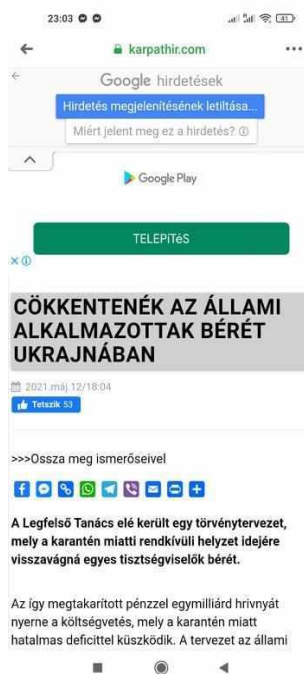 23:03
41
karpathir.com
Google hirdetések
Hirdetés megjelenítésének letiltása...
Miért jelent meg ez a hirdetés?
Google Play
TELEPíTéS
CÖKKENTENÉK AZ ÁLLAMI
ALKALMAZOTTAK BÉRÉT
UKRAJNÁBAN
2021.máj.12/18:04
Tetszik 53
>>>Ossza meg ismerőseivel
A Legfelső Tanács elé került egy törvénytervezet,
mely a karantén miatti rendkívüli helyzet idejére
visszavágná egyes tisztségviselők bérét.
Az így megtakarított pénzzel egymilliárd hrivnyát
nyerne a költségvetés, mely a karantén miatt
hatalmas deficittel küszködik. A tervezet az állami